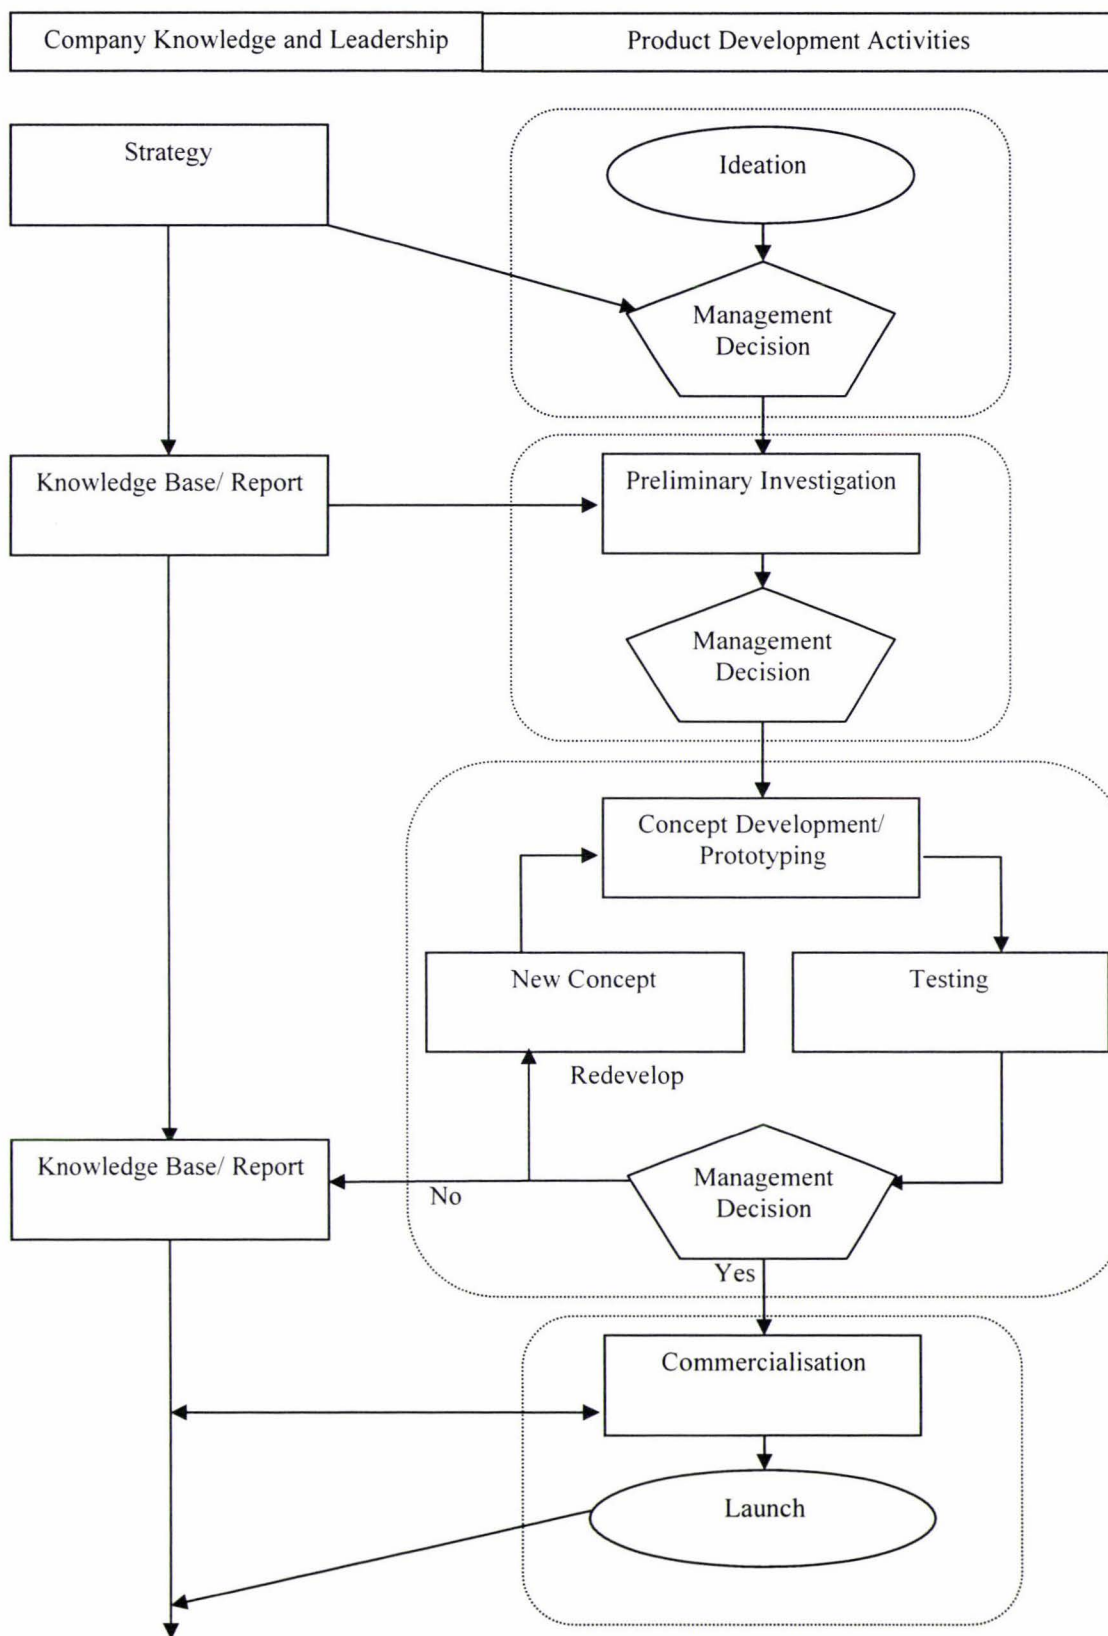 Company Knowledge and Leadership
Product Development Activities
Strategy
Ideation
Management
Decision
Knowledge Base/ Report
Preliminary Investigation
Management
Decision
Concept Development/
Prototyping
New Concept
Testing
Redevelop
Knowledge Base/ Report
No
Management
Decision
Yes
Commercialisation
Launch